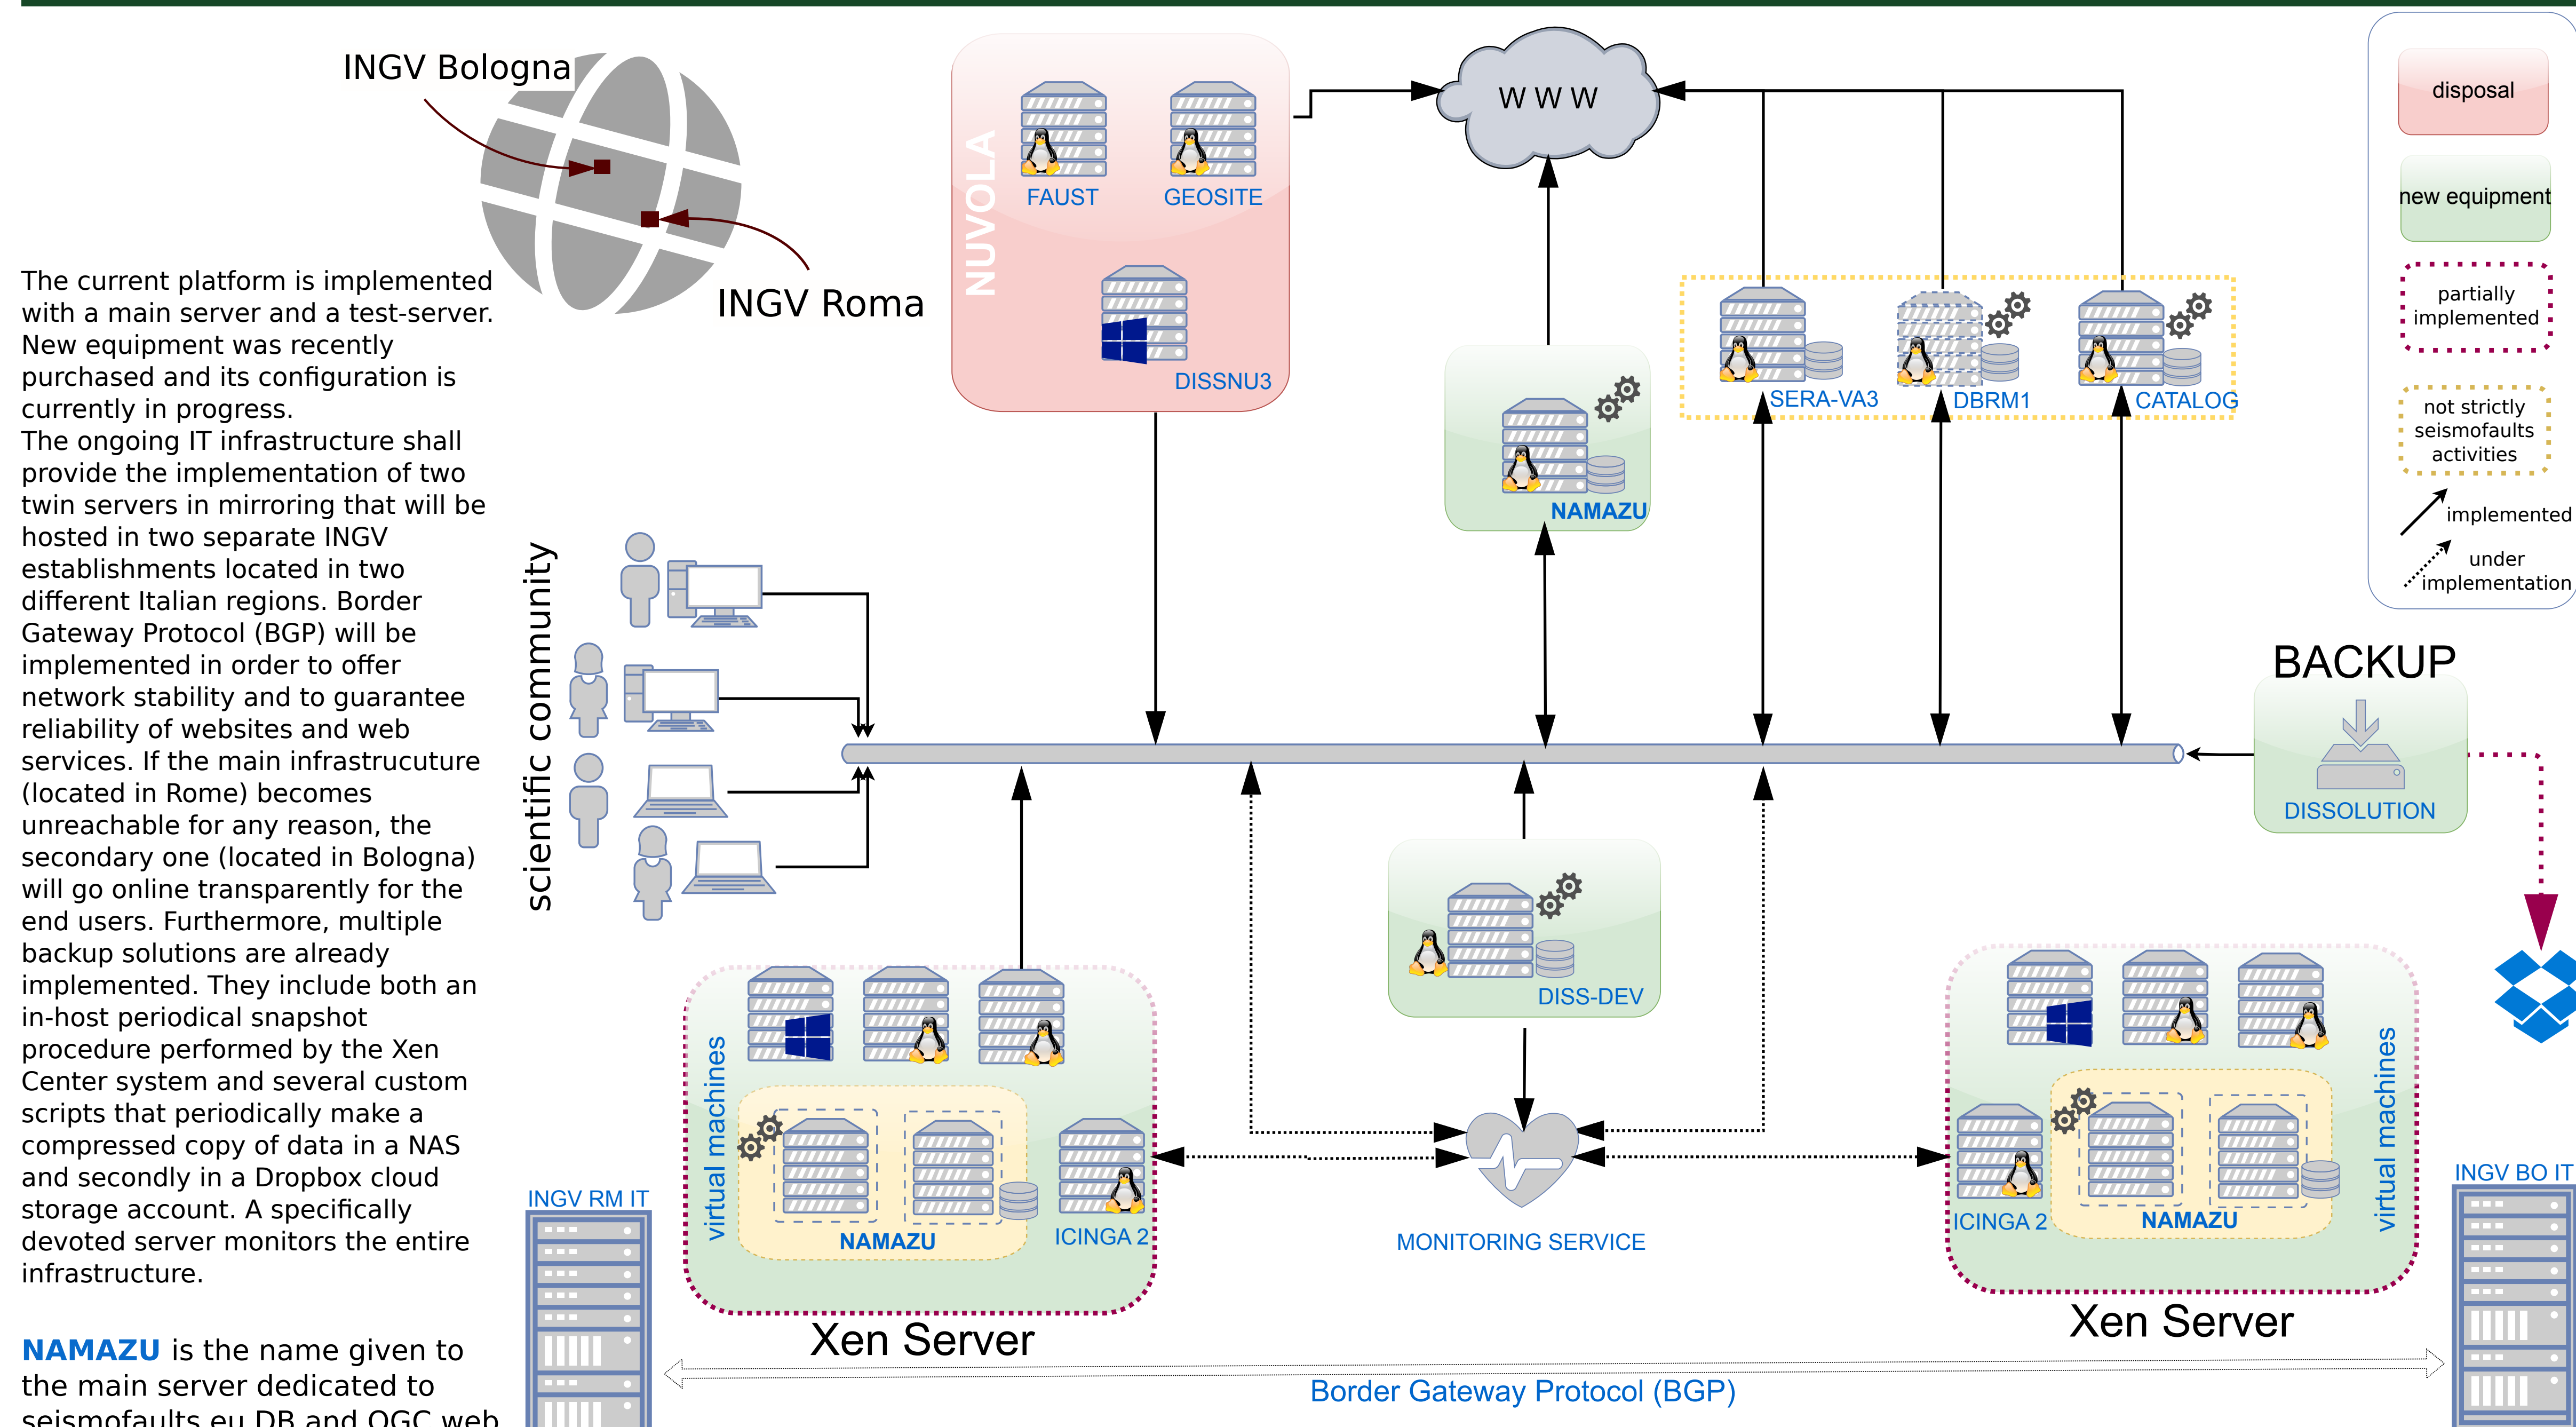 INGV Bologna
INGV Roma
The current platform is implemented
with a main server and a test-server.
New equipment was recently
purchased and its configuration is
currently in progress.
The ongoing IT infrastructure shall
provide the implementation of two
twin servers in mirroring that will be
hosted in two separate INGV
establishments located in two
different Italian regions. Border
Gateway Protocol (BGP) will be
implemented in order to offer
network stability and to guarantee
reliability of websites and web
services. If the main infrastrucuture
(located in Rome) becomes
unreachable for any reason, the
secondary one (located in Bologna)
will go online transparently for the
end users. Furthermore, multiple
backup solutions are already
implemented. They include both an
in-host periodical snapshot
procedure performed by the Xen
Center system and several custom
scripts that periodically make a
compressed copy of data in a NAS
and secondly in a Dropbox cloud
storage account. A specifically
devoted server monitors the entire
infrastructure.
NAMAZU is the name given to
the main server dedicated to
seismofaults.eu DB and OGC web
NUVOLA
FAUST
GEOSITE
DISSNU3
W W W
NAMAZU
SERA-VA3
DBRM1
CATALOG
disposal
new equipment
partially
implemented
not strictly
seismofaults
activities
implemented
under
implementation
scientific community
BACKUP
DISSOLUTION
DISS-DEV
virtual machines
NAMAZU
ICINGA 2
Xen Server
MONITORING SERVICE
ICINGA 2
NAMAZU
virtual machines
Xen Server
INGV RM IT
INGV BO IT
Border Gateway Protocol (BGP)